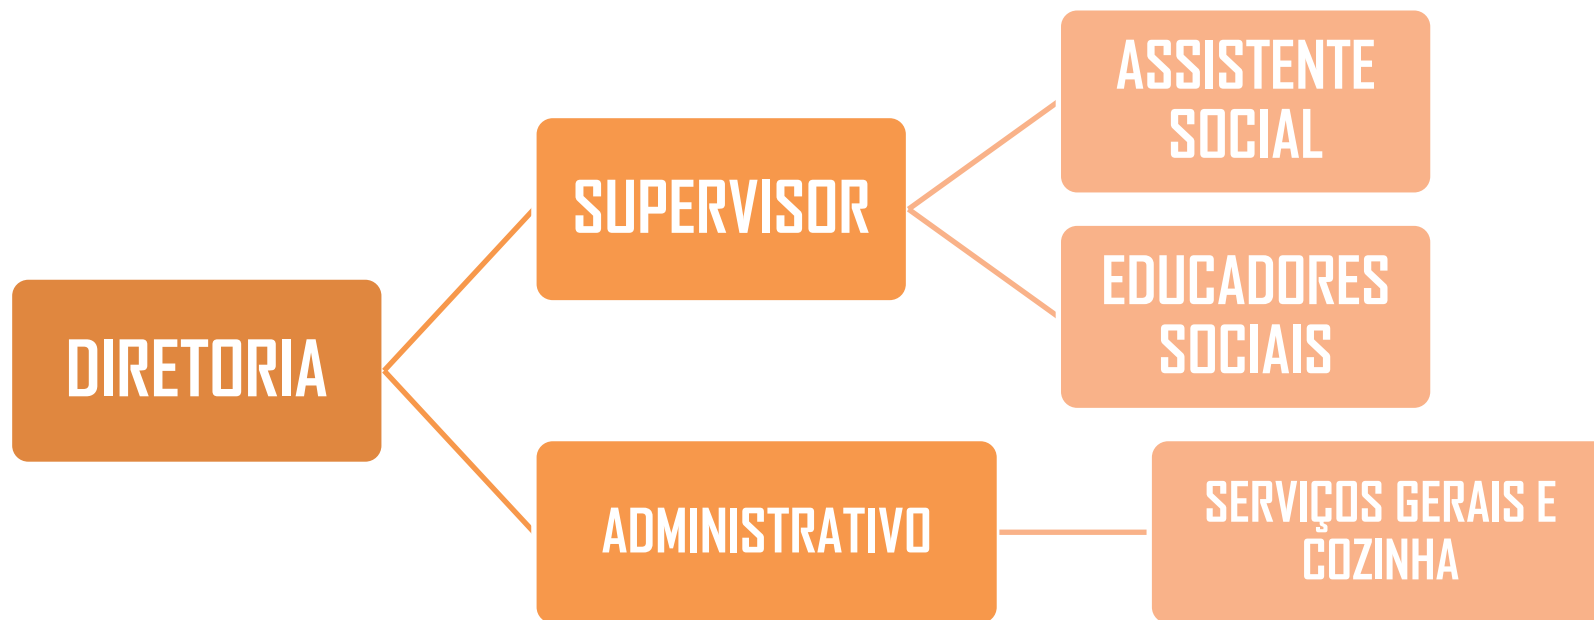 DIRETORIA
SUPERVISOR
ASSISTENTE
SOCIAL
EDUCADORES
SOCIAIS
ADMINISTRATIVO
SERVIÇOS GERAIS E
COZINHA